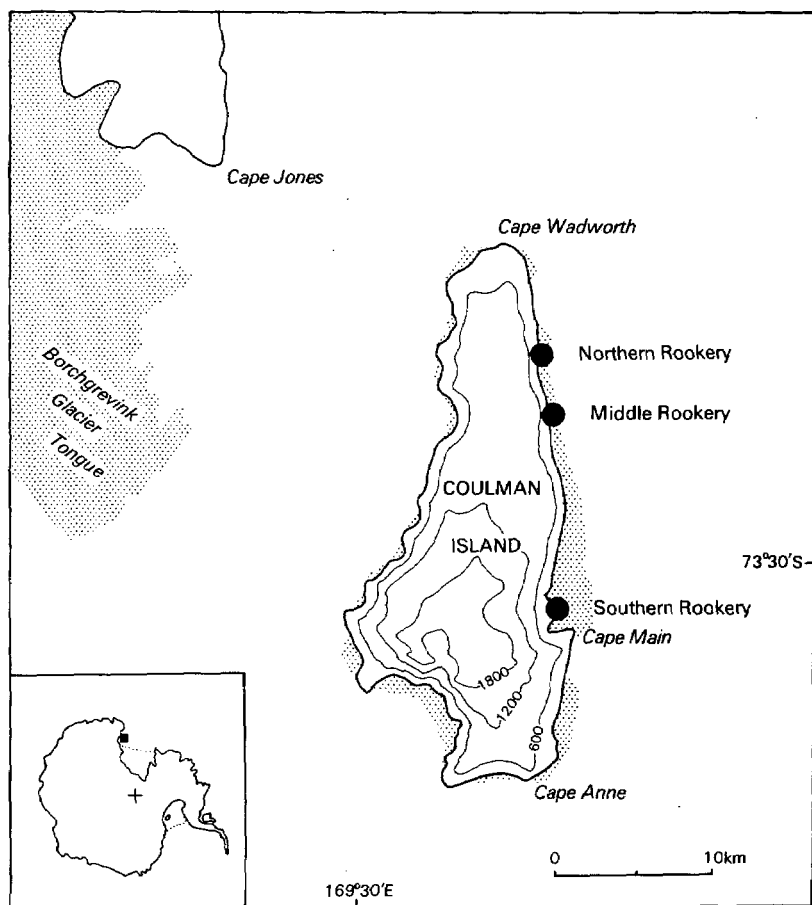 Cape Jones
Cape Wadworth
Northern Rookery
Borchgrevink
Glacier
Tongue
Middle Rookery
COULMAN
ISLAND
73°30'S
Southern Rookery
Cape Main
1800
1200
600
Cape Anne
0 10km
169°30'E